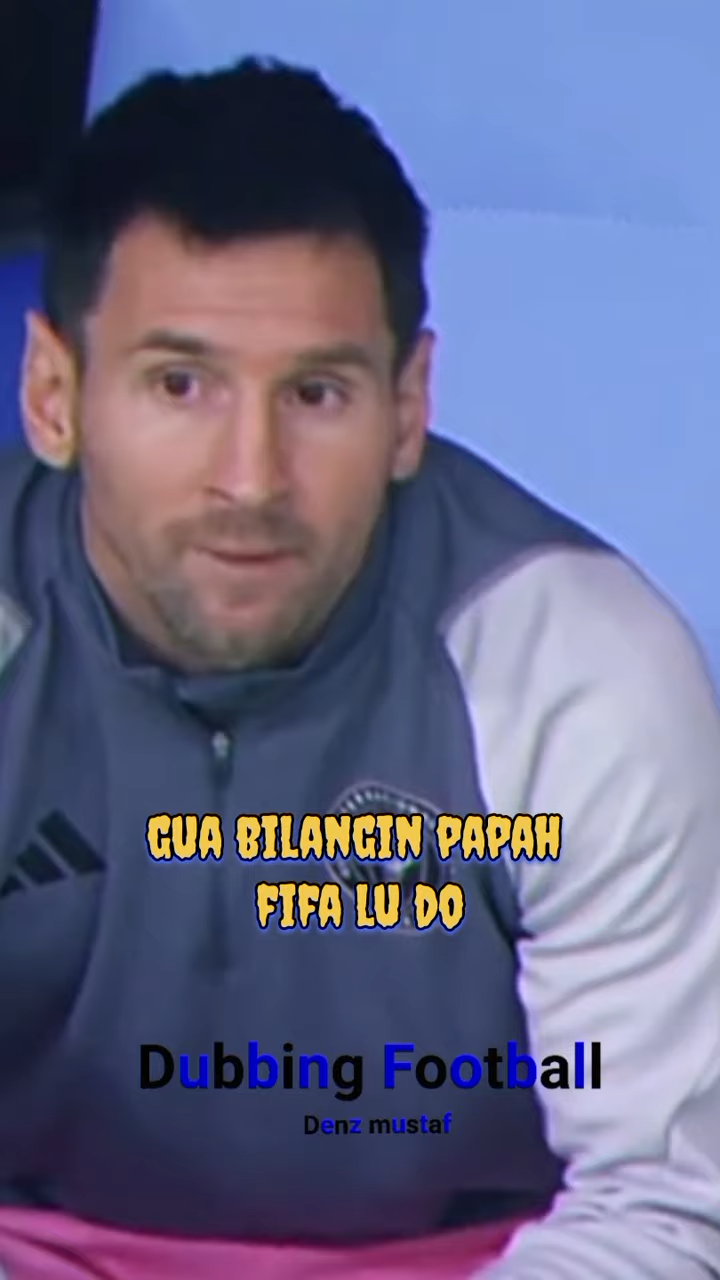 GUA BILANGIN PAPAH
FIFA LU DO
Dubbing Football
Denz mustaf